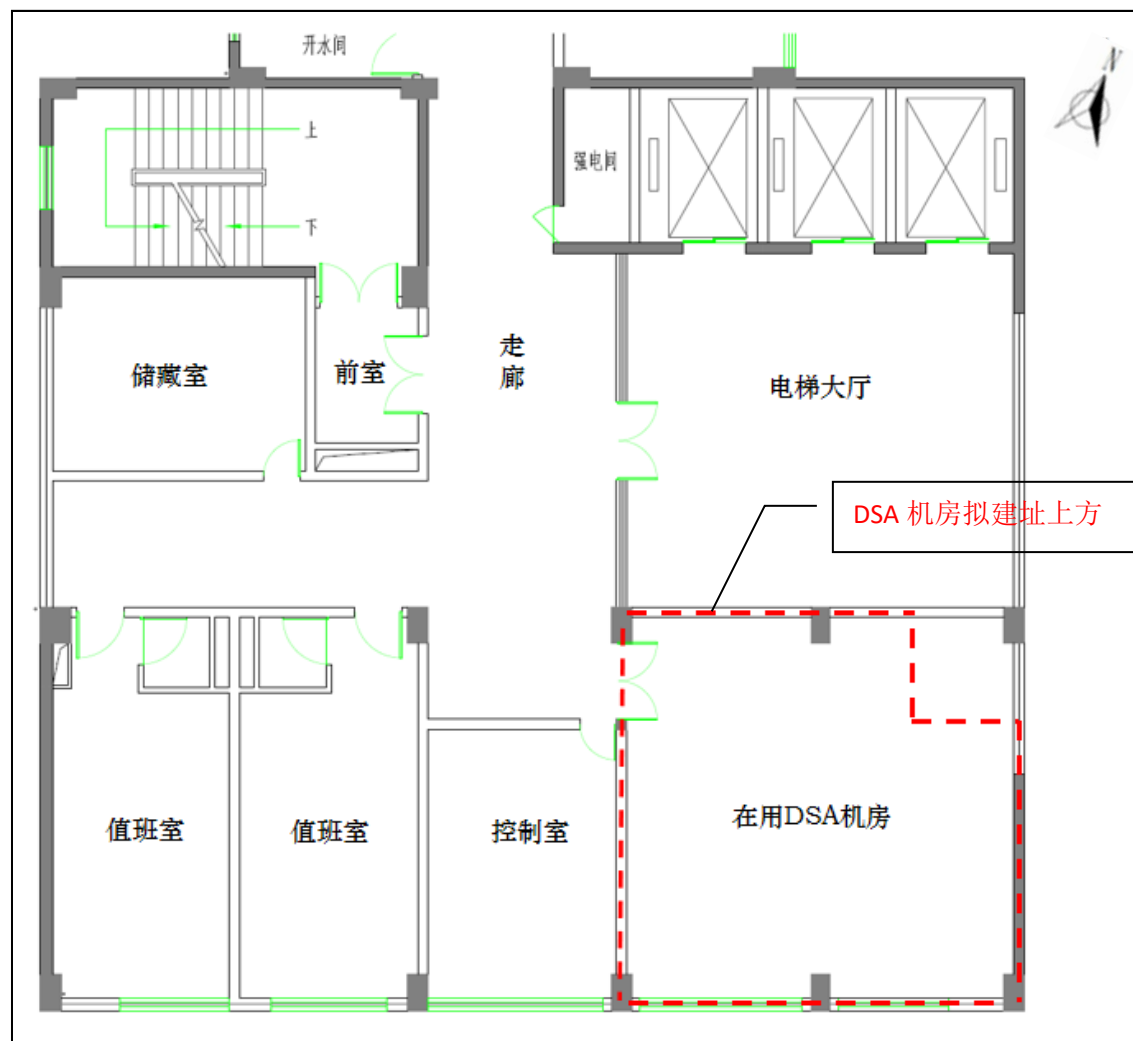 开水间
N
上
强电间
下
走
廊
储藏室
前室
电梯大厅
DSA 机房拟建址上方
值班室
值班室
控制室
在用DSA机房